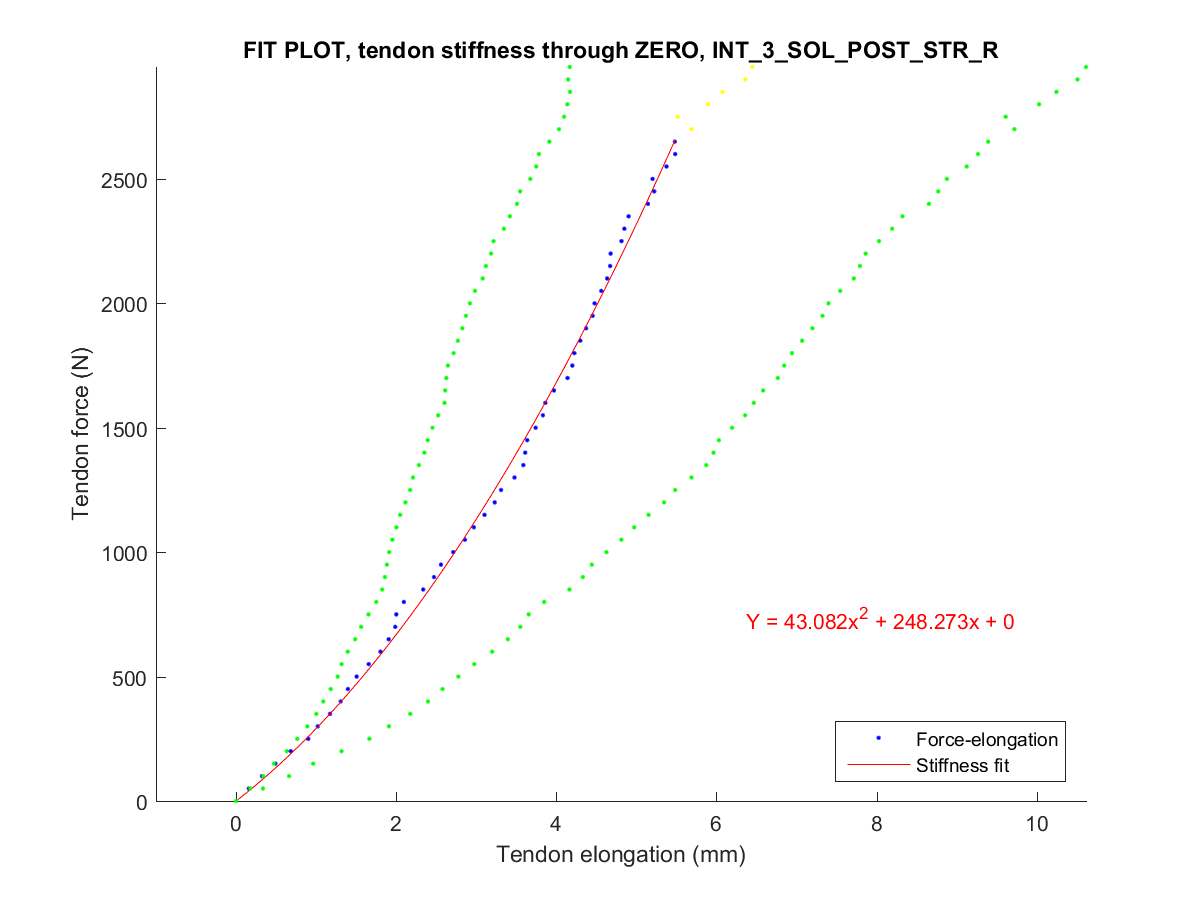 FIT PLOT, tendon stiffness through ZERO, INT_3_SOL_POST_STR_R
2500
2000
1500
1000
500
0
Tendon force (N)
Y = 43.082x² + 248.273x + 0
Force-elongation
Stiffness fit
0 2 4 6 8 10
Tendon elongation (mm)